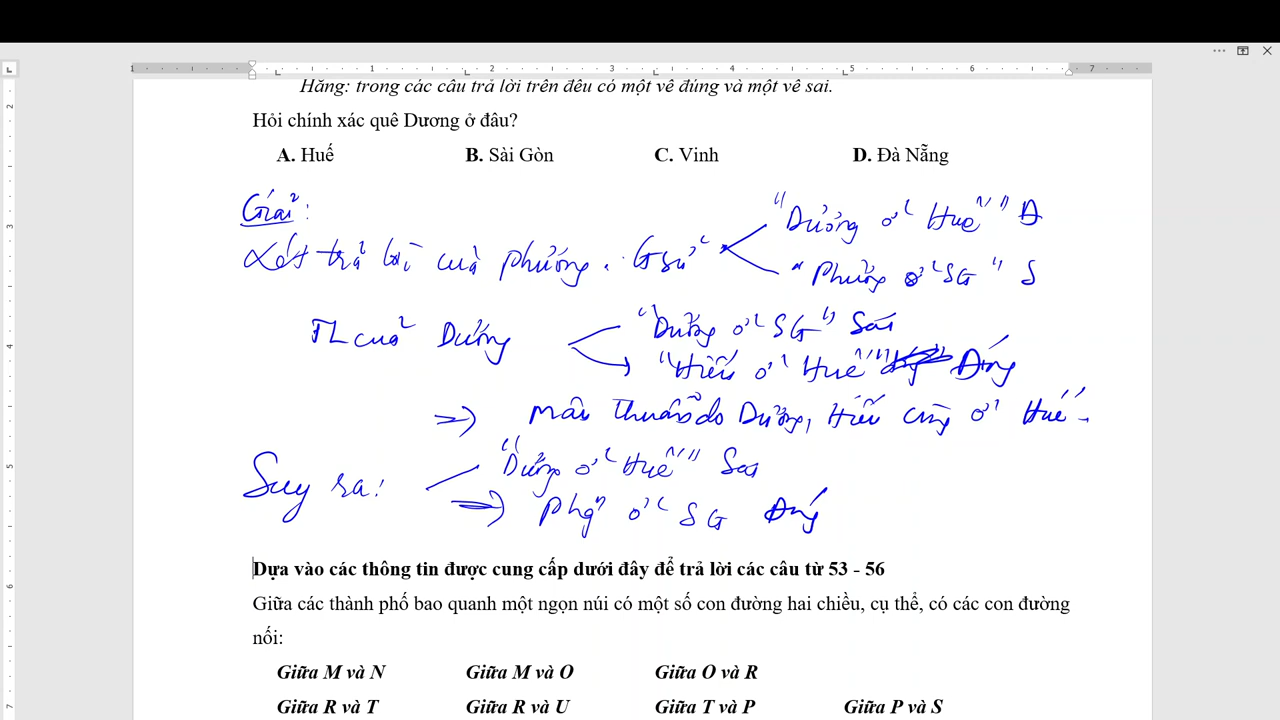 Hằng: trong các câu trả lời trên đều có một vế đúng và một vế sai.
Hỏi chính xác quê Dương ở đâu?
A. Huế B. Sài Gòn C. Vinh D. Đà Nẵng
Giải:
Xét trả lời của Phương. Gsử "Dương ở Huế" Đ
"Phương ở SG" S
TL của Dương "Dương ở SG" Sai
"Hiếu ở Huế" Đúng
=> mâu thuẫn do Dương, Hiếu cùng ở Huế.
Suy ra: "Dương ở Huế" Sai
=> Phg ở SG Đúng
Dựa vào các thông tin được cung cấp dưới đây để trả lời các câu từ 53 - 56
Giữa các thành phố bao quanh một ngọn núi có một số con đường hai chiều, cụ thể, có các con đường
nối:
Giữa M và N Giữa M và O Giữa O và R
Giữa R và T Giữa R và U Giữa T và P Giữa P và S